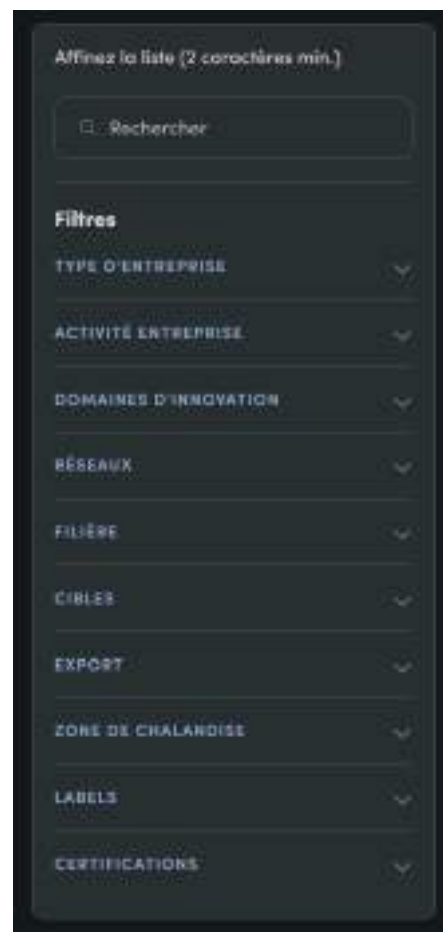 Affinez la liste (2 caractères min.)
Rechercher
Filtres
TYPE D'ENTREPRISE
ACTIVITÉ ENTREPRISE
DOMAINES D'INNOVATION
RÉSEAUX
FILIÈRE
CIBLES
EXPORT
ZONE DE CHALANDISE
LABELS
CERTIFICATIONS